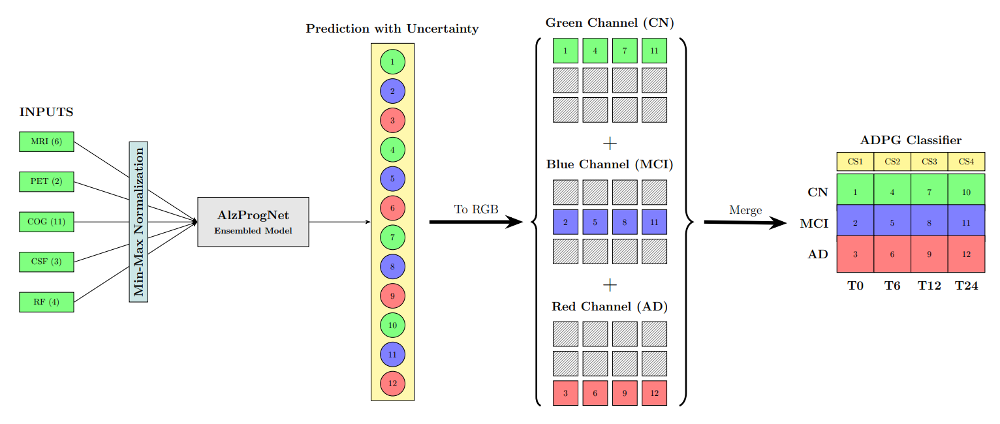 INPUTS
MRI (6)
PET (2)
COG (11)
CSF (3)
RF (4)
Min-Max Normalization
AlzProgNet
Ensembled Model
Prediction with Uncertainty
1
2
3
4
5
6
7
8
9
10
11
12
To RGB
Green Channel (CN)
1 4 7 11
+
Blue Channel (MCI)
2 5 8 11
+
Red Channel (AD)
3 6 9 12
Merge
ADPG Classifier
CS1 CS2 CS3 CS4
CN 1 4 7 10
MCI 2 5 8 11
AD 3 6 9 12
T0 T6 T12 T24